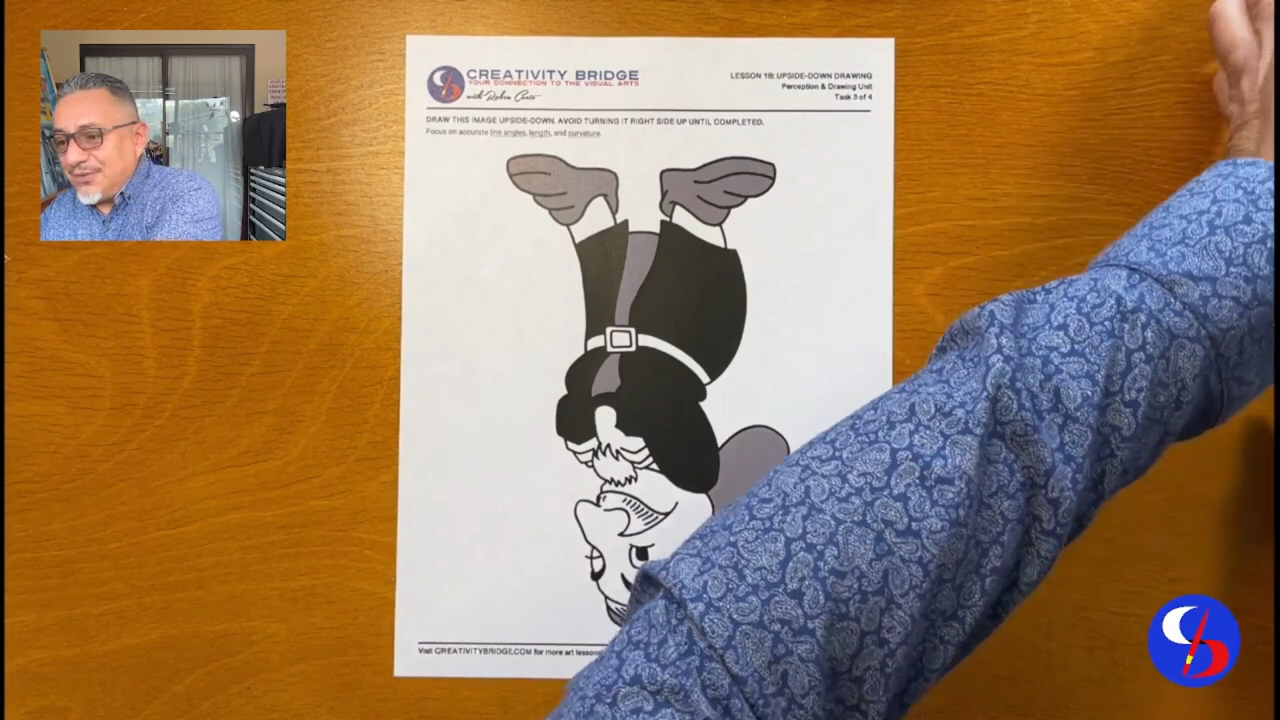 CREATIVITY BRIDGE
YOUR CONNECTION TO THE VISUAL ARTS
LESSON 1B: UPSIDE-DOWN DRAWING
Perception & Drawing Unit
Task 3 of 4
DRAW THIS IMAGE UPSIDE-DOWN. AVOID TURNING IT RIGHT SIDE UP UNTIL COMPLETED.
Focus on accurate line angles, length, and curvature.
Visit CREATIVITYBRIDGE.COM for more art lessons